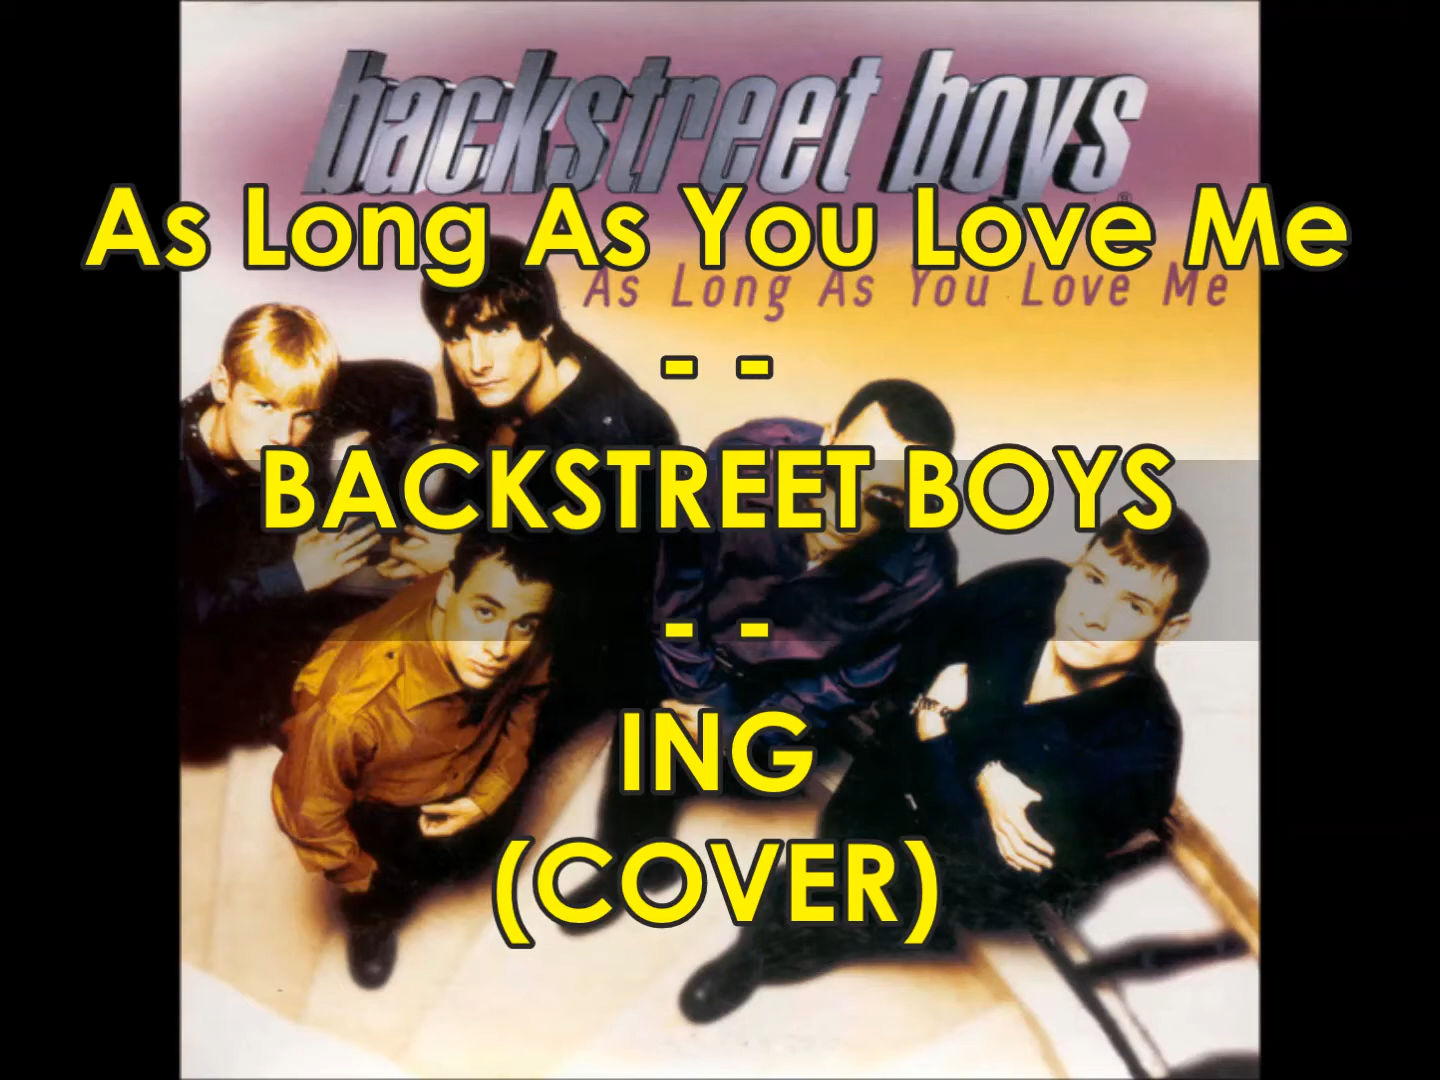 backstreet boys
®
As Long As You Love Me
As Long As You Love Me
- -
BACKSTREET BOYS
- -
ING
(COVER)